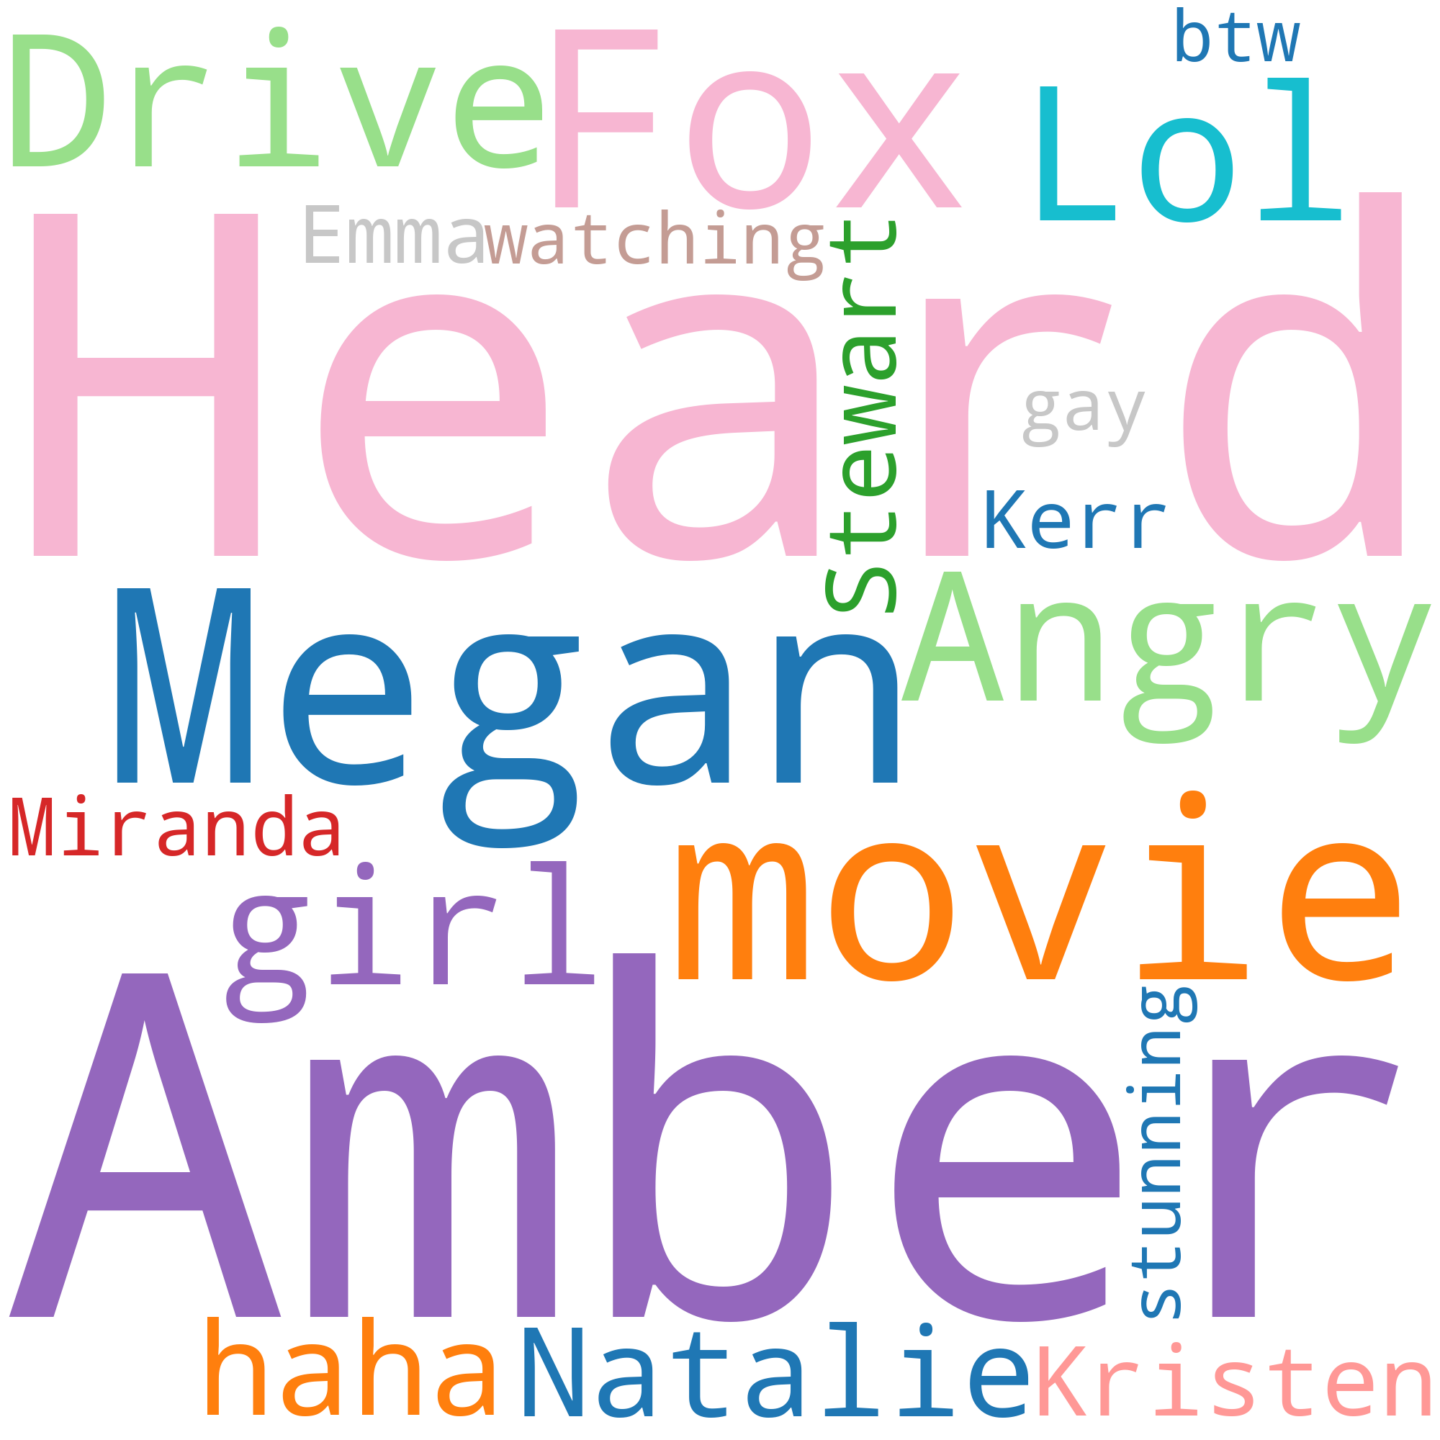 btw
Drive Fox Lol
Emma watching
Heard
Stewart
gay
Kerr
Megan Angry
Miranda
movie
girl
Amber
stunning
haha Natalie Kristen